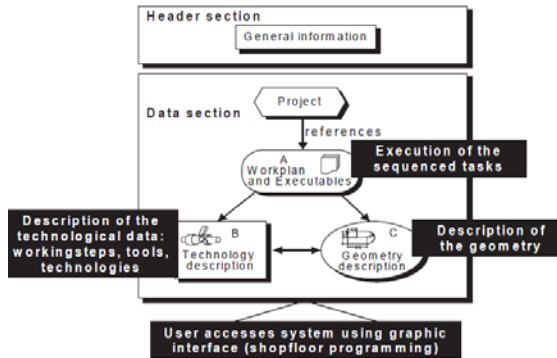 Header section
General information
Data section
Project
references
A
Workplan
and Executables
Execution of the
sequenced tasks
Description of the
technological data:
workingsteps, tools,
technologies
B
Technology
description
C
Geometry
description
Description of
the geometry
User accesses system using graphic
interface (shopfloor programming)